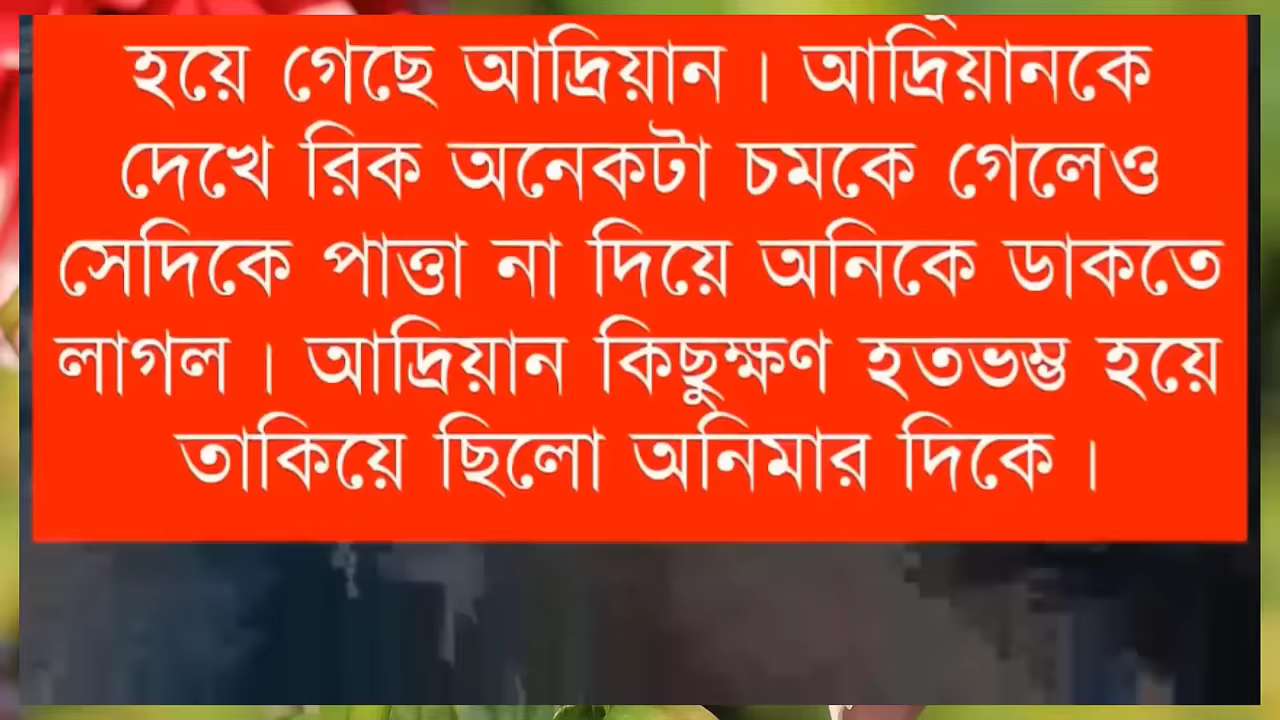 হয়ে গেছে আদ্রিয়ান । আদ্রিয়ানকে
দেখে রিক অনেকটা চমকে গেলেও
সেদিকে পাত্তা না দিয়ে অনিকে ডাকতে
লাগল । আদ্রিয়ান কিছুক্ষণ হতভম্ভ হয়ে
তাকিয়ে ছিলো অনিমার দিকে ।